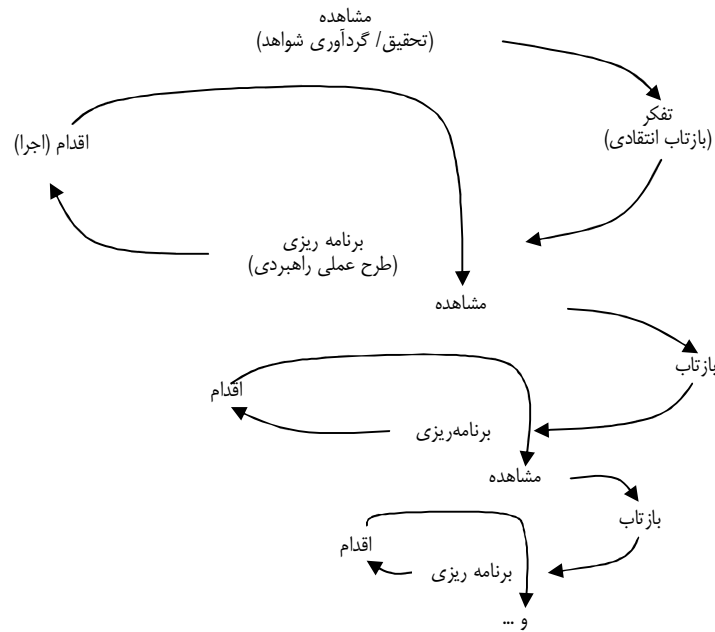 مشاهده
(تحقیق/ گردآوری شواهد)
تفکر
(بازتاب انتقادی)
اقدام (اجرا)
برنامه ریزی
(طرح عملی راهبردی)
مشاهده
بازتاب
اقدام
برنامه‌ریزی
مشاهده
بازتاب
اقدام
برنامه ریزی
و ...